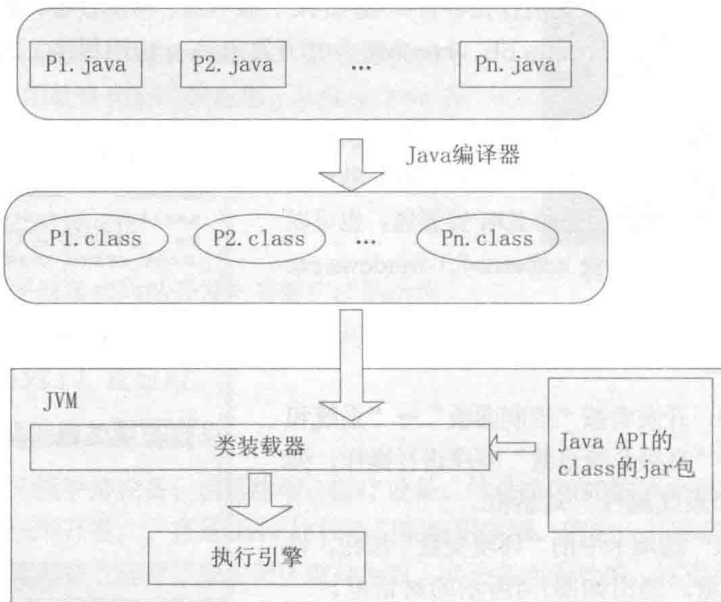 P1.java P2.java ... Pn.java
Java编译器
P1.class P2.class ... Pn.class
JVM
类装载器
Java API的
class的jar包
执行引擎